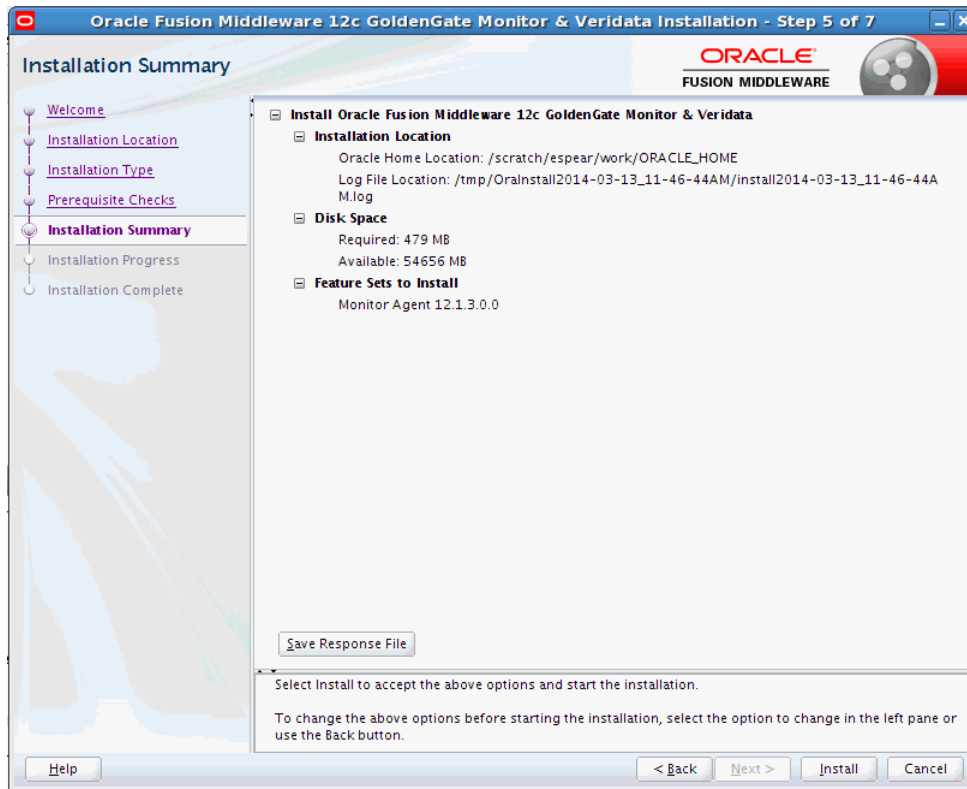 Oracle Fusion Middleware 12c GoldenGate Monitor & Veridata Installation - Step 5 of 7
Installation Summary
ORACLE
FUSION MIDDLEWARE
Welcome
Installation Location
Installation Type
Prerequisite Checks
Installation Summary
Installation Progress
Installation Complete
Install Oracle Fusion Middleware 12c GoldenGate Monitor & Veridata
Installation Location
Oracle Home Location: /scratch/espear/work/ORACLE_HOME
Log File Location: /tmp/OraInstall2014-03-13_11-46-44AM/install2014-03-13_11-46-44A
M.log
Disk Space
Required: 479 MB
Available: 54656 MB
Feature Sets to Install
Monitor Agent 12.1.3.0.0
Save Response File
Select Install to accept the above options and start the installation.
To change the above options before starting the installation, select the option to change in the left pane or
use the Back button.
Help
< Back
Next >
Install
Cancel